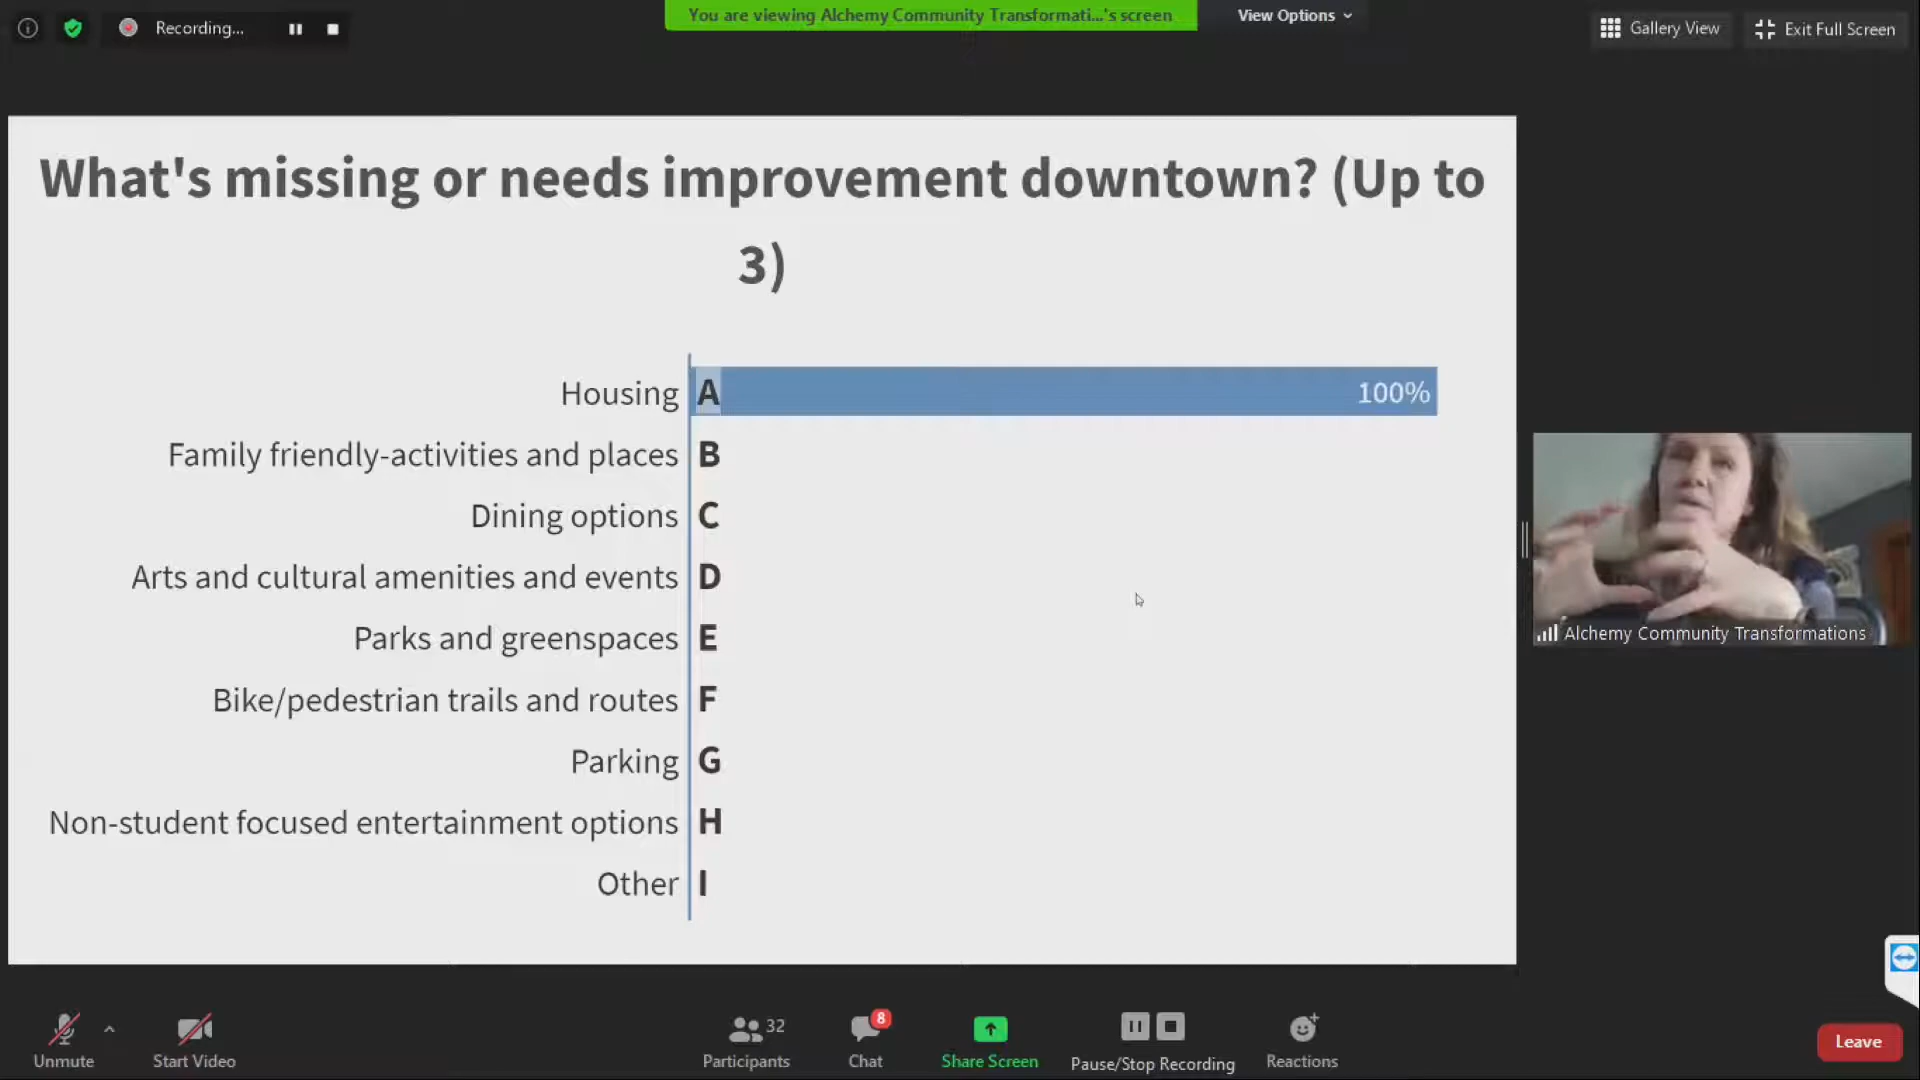 Recording...
You are viewing Alchemy Community Transformati...'s screen
View Options
Gallery View
Exit Full Screen
What's missing or needs improvement downtown? (Up to
3)
Housing A 100%
Family friendly-activities and places B
Dining options C
Arts and cultural amenities and events D
Parks and greenspaces E
Bike/pedestrian trails and routes F
Parking G
Non-student focused entertainment options H
Other I
Alchemy Community Transformations
Unmute
Start Video
32
Participants
8
Chat
Share Screen
Pause/Stop Recording
Reactions
Leave